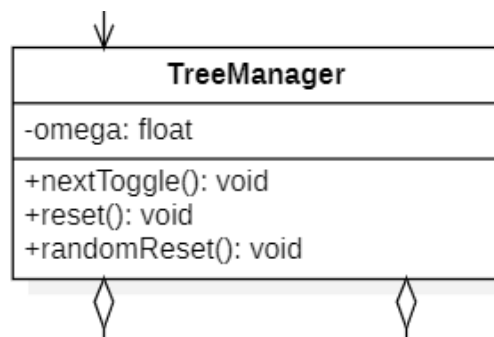 TreeManager
-omega: float
+nextToggle(): void
+reset(): void
+randomReset(): void